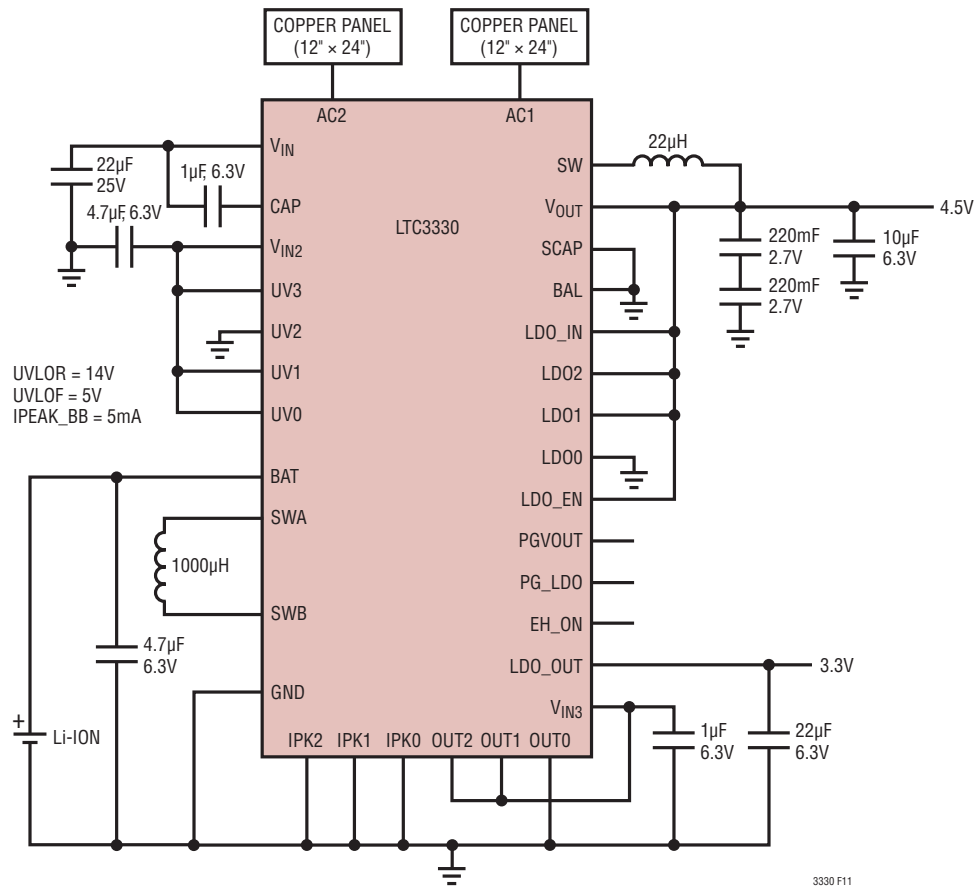 COPPER PANEL
(12" × 24")
COPPER PANEL
(12" × 24")
AC2
AC1
LTC3330
VIN
CAP
VIN2
UV3
UV2
UV1
UV0
BAT
SWA
SWB
GND
IPK2
IPK1
IPK0
OUT2
OUT1
OUT0
SW
VOUT
SCAP
BAL
LDO_IN
LDO2
LDO1
LDO0
LDO_EN
PGVOUT
PG_LDO
EH_ON
LDO_OUT
VIN3
22µF
25V
1µF, 6.3V
4.7µF, 6.3V
UVLOR = 14V
UVLOF = 5V
IPEAK_BB = 5mA
1000µH
4.7µF
6.3V
+
Li-ION
22µH
4.5V
220mF
2.7V
220mF
2.7V
10µF
6.3V
3.3V
1µF
6.3V
22µF
6.3V
3330 F11